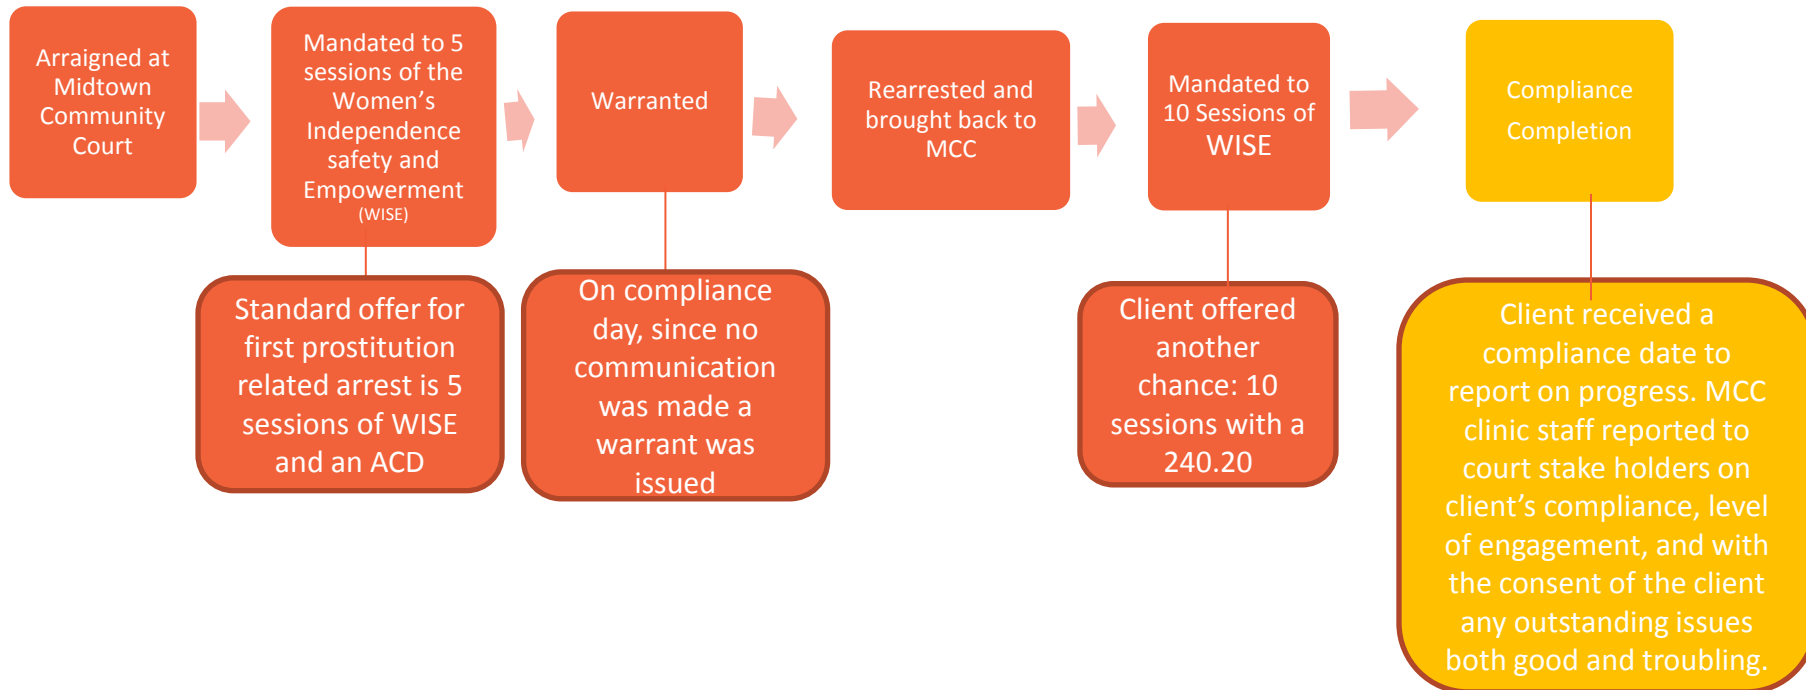 Arraigned at
Midtown
Community
Court
Mandated to 5
sessions of the
Women's
Independence
safety and
Empowerment
(WISE)
Warranted
Rearrested and
brought back to
MCC
Mandated to
10 Sessions of
WISE
Compliance
Completion
Standard offer for
first prostitution
related arrest is 5
sessions of WISE
and an ACD
On compliance
day, since no
communication
was made a
warrant was
issued
Client offered
another
chance: 10
sessions with a
240.20
Client received a
compliance date to
report on progress. MCC
clinic staff reported to
court stake holders on
client's compliance, level
of engagement, and with
the consent of the client
any outstanding issues
both good and troubling.